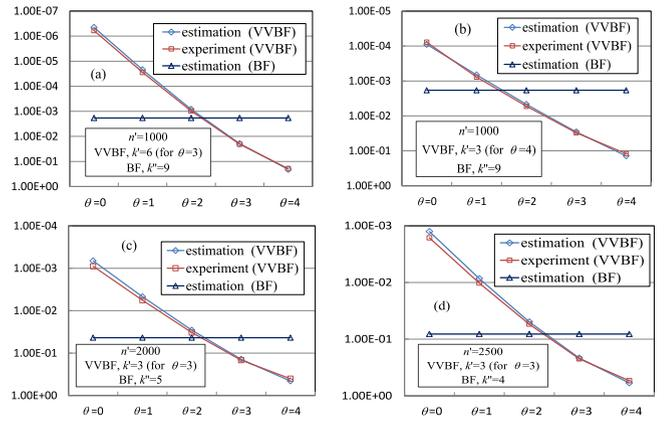 1.00E-07
1.00E-06
1.00E-05
1.00E-04
1.00E-03
1.00E-02
1.00E-01
1.00E+00
estimation (VVBF)
experiment (VVBF)
estimation (BF)
(a)
n'=1000
VVBF, k'=6 (for θ=3)
BF, k''=9
θ=0 θ=1 θ=2 θ=3 θ=4
1.00E-05
1.00E-04
1.00E-03
1.00E-02
1.00E-01
1.00E+00
(b)
estimation (VVBF)
experiment (VVBF)
estimation (BF)
n'=1000
VVBF, k'=3 (for θ=4)
BF, k''=9
θ=0 θ=1 θ=2 θ=3 θ=4
1.00E-04
1.00E-03
1.00E-02
1.00E-01
1.00E+00
(c)
estimation (VVBF)
experiment (VVBF)
estimation (BF)
n'=2000
VVBF, k'=3 (for θ=3)
BF, k''=5
θ=0 θ=1 θ=2 θ=3 θ=4
1.00E-03
1.00E-02
1.00E-01
1.00E+00
estimation (VVBF)
experiment (VVBF)
estimation (BF)
(d)
n'=2500
VVBF, k'=3 (for θ=3)
BF, k''=4
θ=0 θ=1 θ=2 θ=3 θ=4